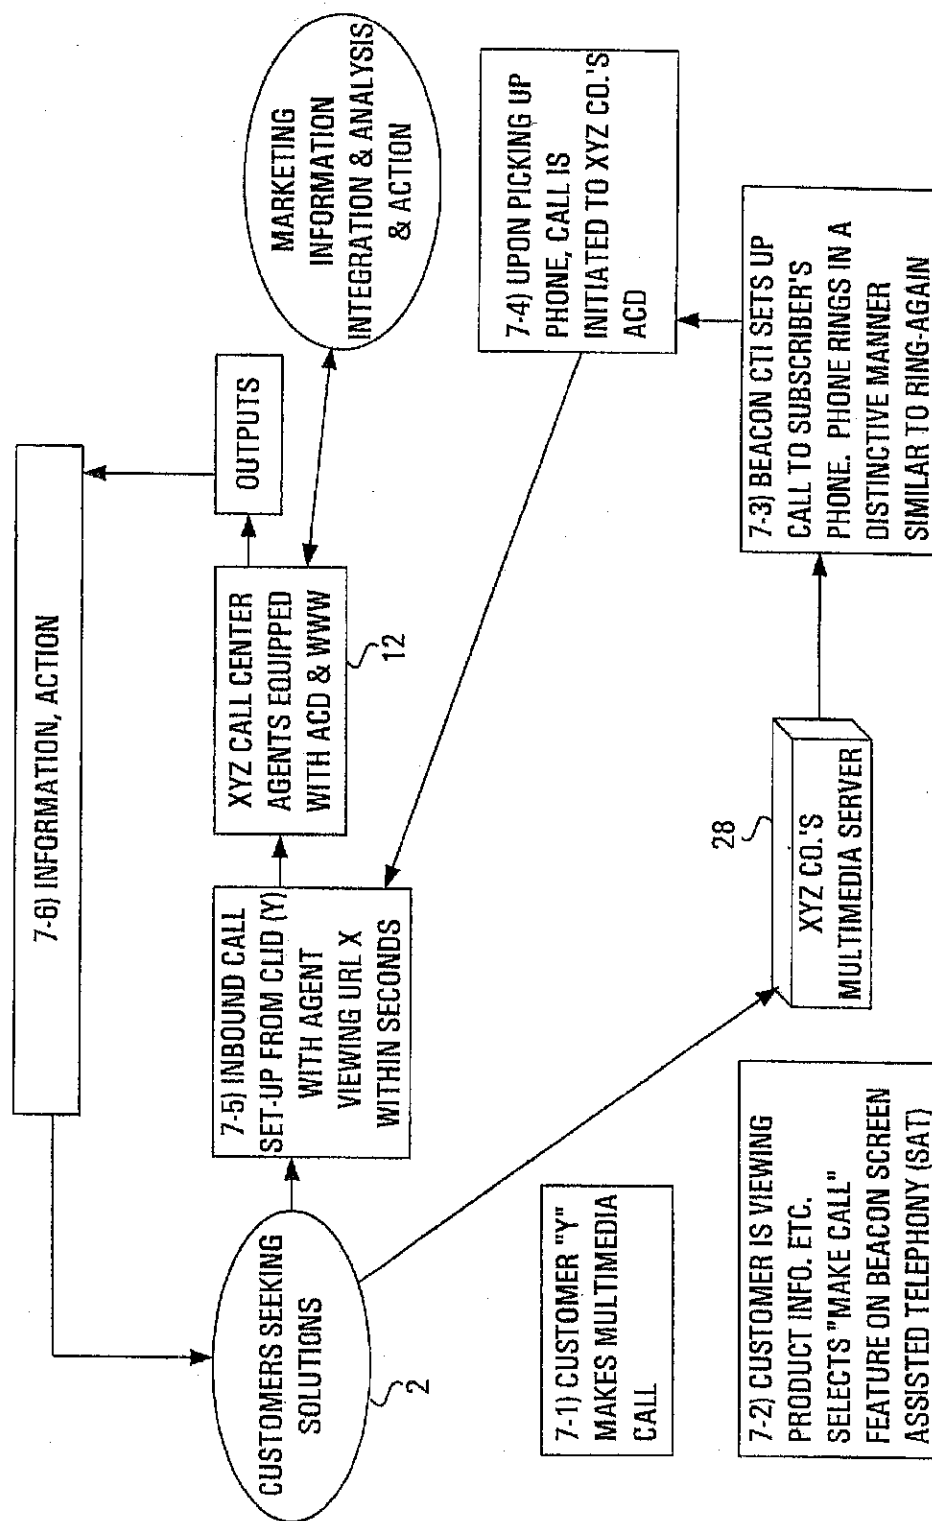 7-6) INFORMATION, ACTION
CUSTOMERS SEEKING
SOLUTIONS
2
7-5) INBOUND CALL
SET-UP FROM CLID (Y)
WITH AGENT
VIEWING URL X
WITHIN SECONDS
XYZ CALL CENTER
AGENTS EQUIPPED
WITH ACD & WWW
12
OUTPUTS
MARKETING
INFORMATION
INTEGRATION & ANALYSIS
& ACTION
7-1) CUSTOMER "Y"
MAKES MULTIMEDIA
CALL
7-4) UPON PICKING UP
PHONE, CALL IS
INITIATED TO XYZ CO.'S
ACD
7-2) CUSTOMER IS VIEWING
PRODUCT INFO. ETC.
SELECTS "MAKE CALL"
FEATURE ON BEACON SCREEN
ASSISTED TELEPHONY (SAT)
28
XYZ CO.'S
MULTIMEDIA SERVER
7-3) BEACON CTI SETS UP
CALL TO SUBSCRIBER'S
PHONE. PHONE RINGS IN A
DISTINCTIVE MANNER
SIMILAR TO RING-AGAIN